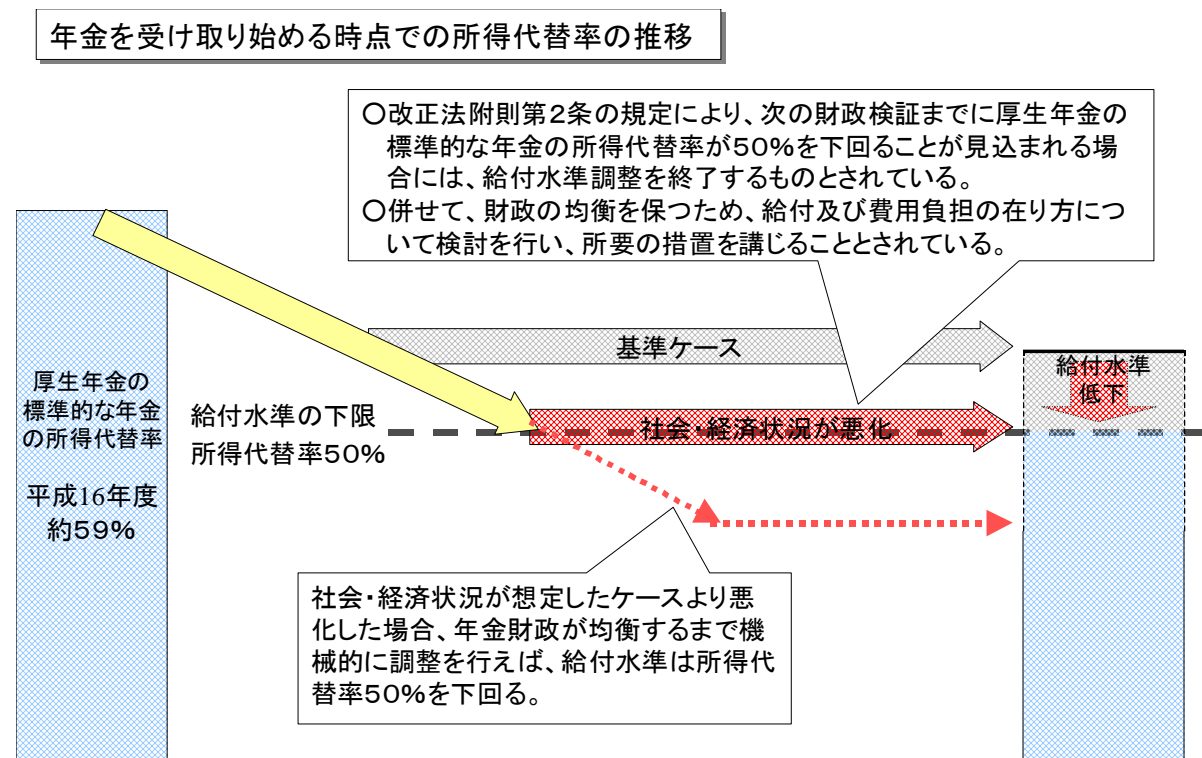 年金を受け取り始める時点での所得代替率の推移
○改正法附則第2条の規定により、次の財政検証までに厚生年金の
標準的な年金の所得代替率が50%を下回ることが見込まれる場
合には、給付水準調整を終了するものとされている。
○併せて、財政の均衡を保つため、給付及び費用負担の在り方につ
いて検討を行い、所要の措置を講じることとされている。
基準ケース
給付水準
低下
厚生年金の
標準的な年金
の所得代替率
平成16年度
約59%
給付水準の下限
所得代替率50%
社会・経済状況が悪化
社会・経済状況が想定したケースより悪
化した場合、年金財政が均衡するまで機
械的に調整を行えば、給付水準は所得代
替率50%を下回る。